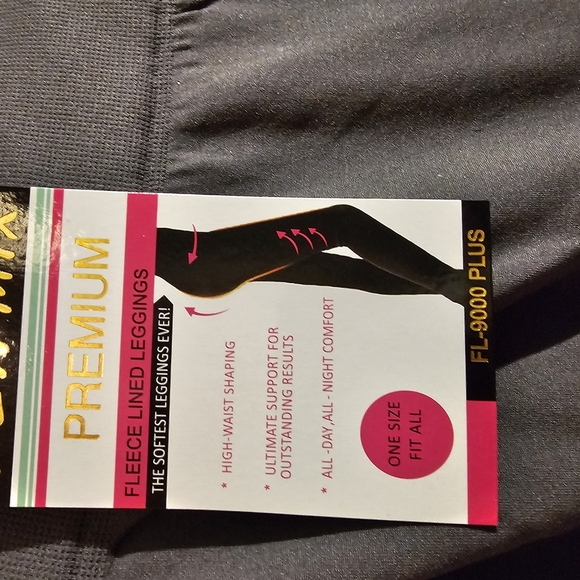 PREMIUM
FLEECE LINED LEGGINGS
THE SOFTEST LEGGINGS EVER!
* HIGH-WAIST SHAPING
* ULTIMATE SUPPORT FOR
OUTSTANDING RESULTS
* ALL -DAY,ALL - NIGHT COMFORT
ONE SIZE
FIT ALL
FL-9000 PLUS